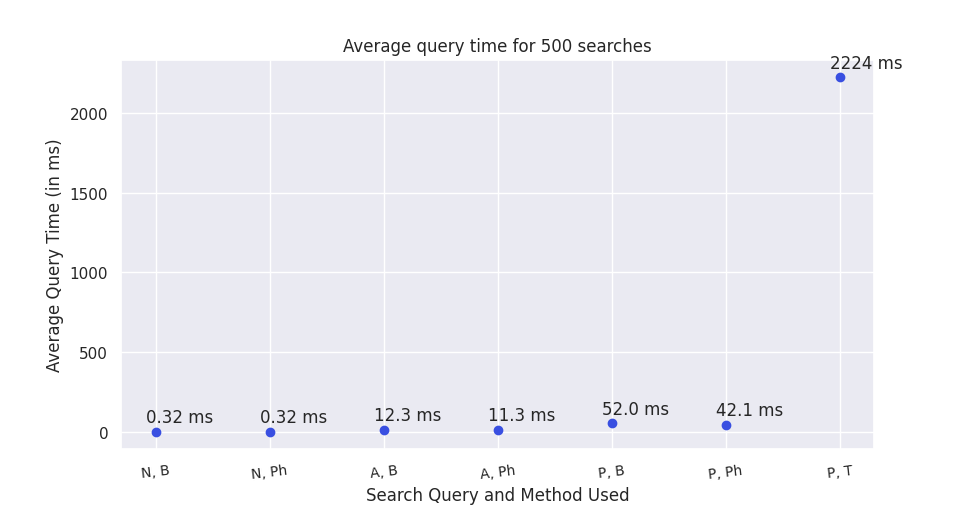 Average query time for 500 searches
2224 ms
2000
1500
1000
500
0
Average Query Time (in ms)
0.32 ms
0.32 ms
12.3 ms
11.3 ms
52.0 ms
42.1 ms
N, B
N, Ph
A, B
A, Ph
P, B
P, Ph
P, T
Search Query and Method Used